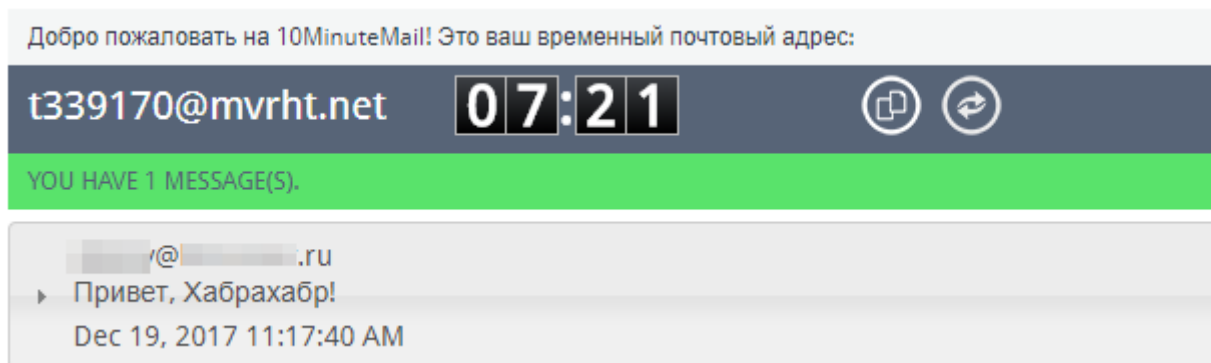 Добро пожаловать на 10MinuteMail! Это ваш временный почтовый адрес:
t339170@mvrht.net 07:21
YOU HAVE 1 MESSAGE(S).
@ .ru
Привет, Хабрахабр!
Dec 19, 2017 11:17:40 AM